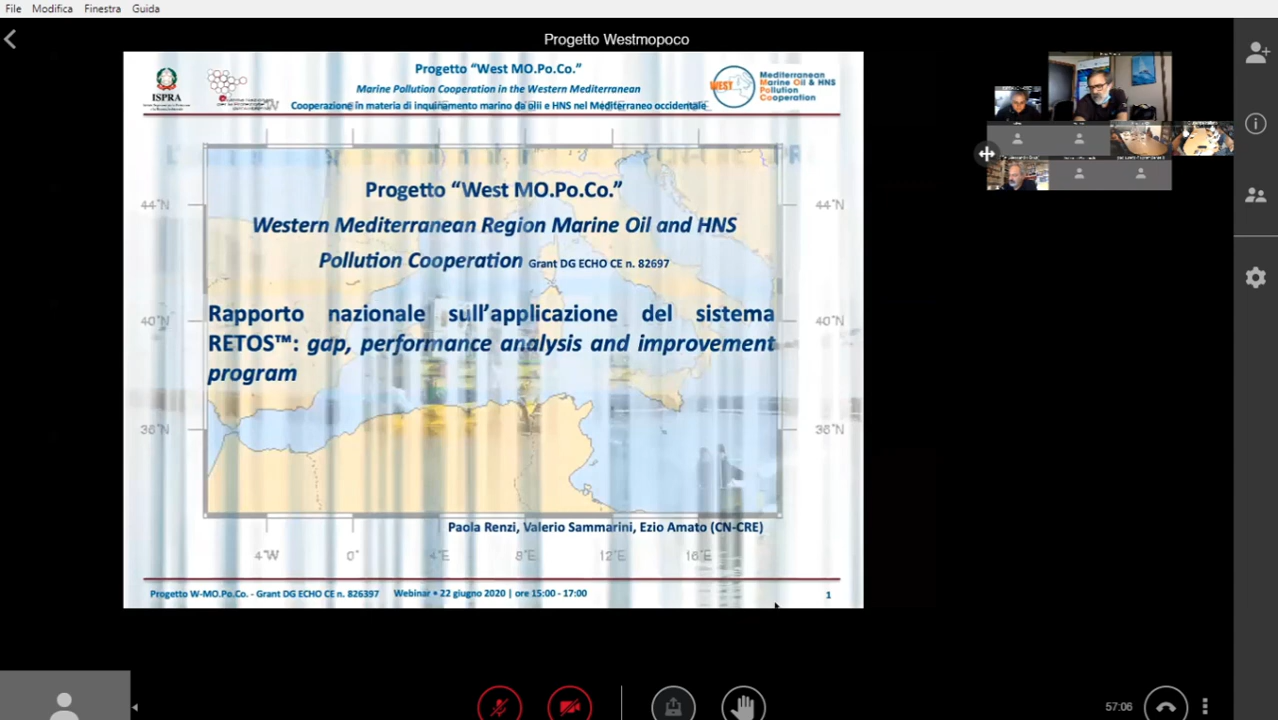 File Modifica Finestra Guida
Progetto Westmopoco
ISPRA
Progetto “West MO.Po.Co.”
Marine Pollution Cooperation in the Western Mediterranean
Cooperazione in materia di inquinamento marino da olii e HNS nel Mediterraneo occidentale
WEST
Mediterranean
Marine Oil & HNS
Pollution
Cooperation
Progetto “West MO.Po.Co.”
Western Mediterranean Region Marine Oil and HNS
Pollution Cooperation Grant DG ECHO CE n. 82697
Rapporto nazionale sull’applicazione del sistema
RETOS™: gap, performance analysis and improvement
program
44°N 44°N
40°N 40°N
36°N 36°N
Paola Renzi, Valerio Sammarini, Ezio Amato (CN-CRE)
4°W 0° 4°E 8°E 12°E 16°E
Progetto W-MO.Po.Co. - Grant DG ECHO CE n. 826397 Webinar • 22 giugno 2020 | ore 15:00 - 17:00 1
57:06